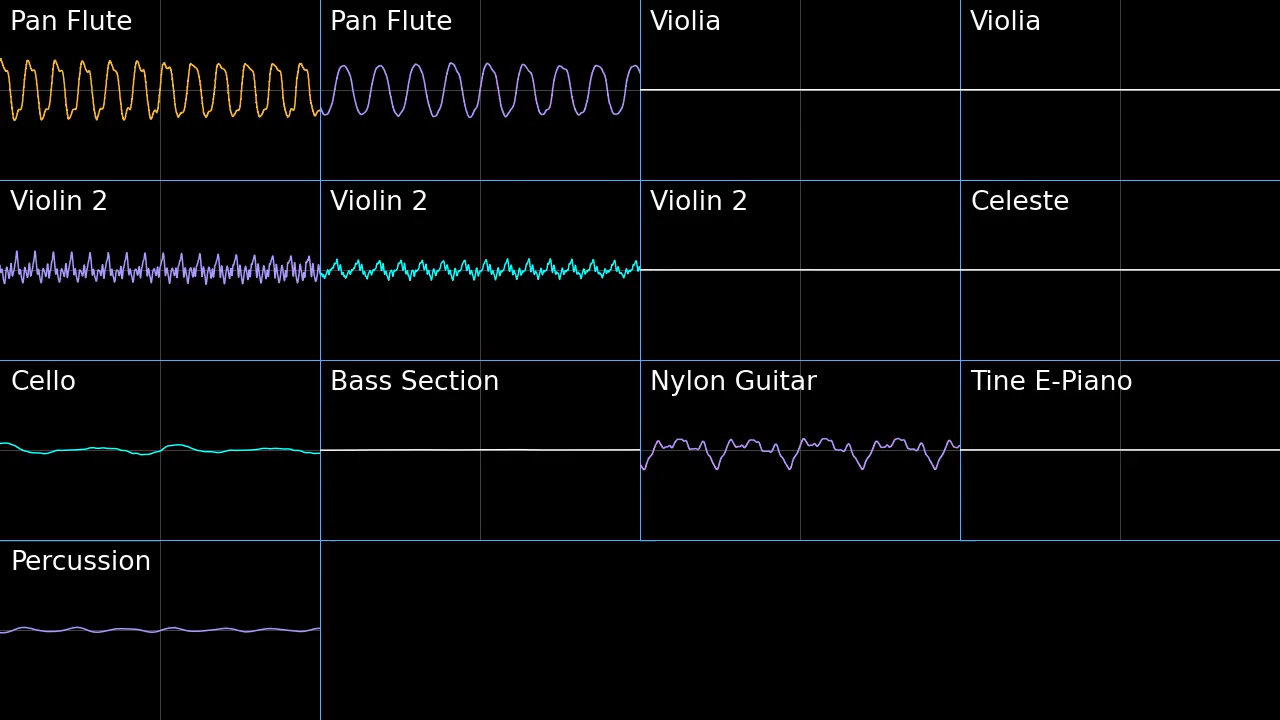 Pan Flute
Pan Flute
Violia
Violia
Violin 2
Violin 2
Violin 2
Celeste
Cello
Bass Section
Nylon Guitar
Tine E-Piano
Percussion